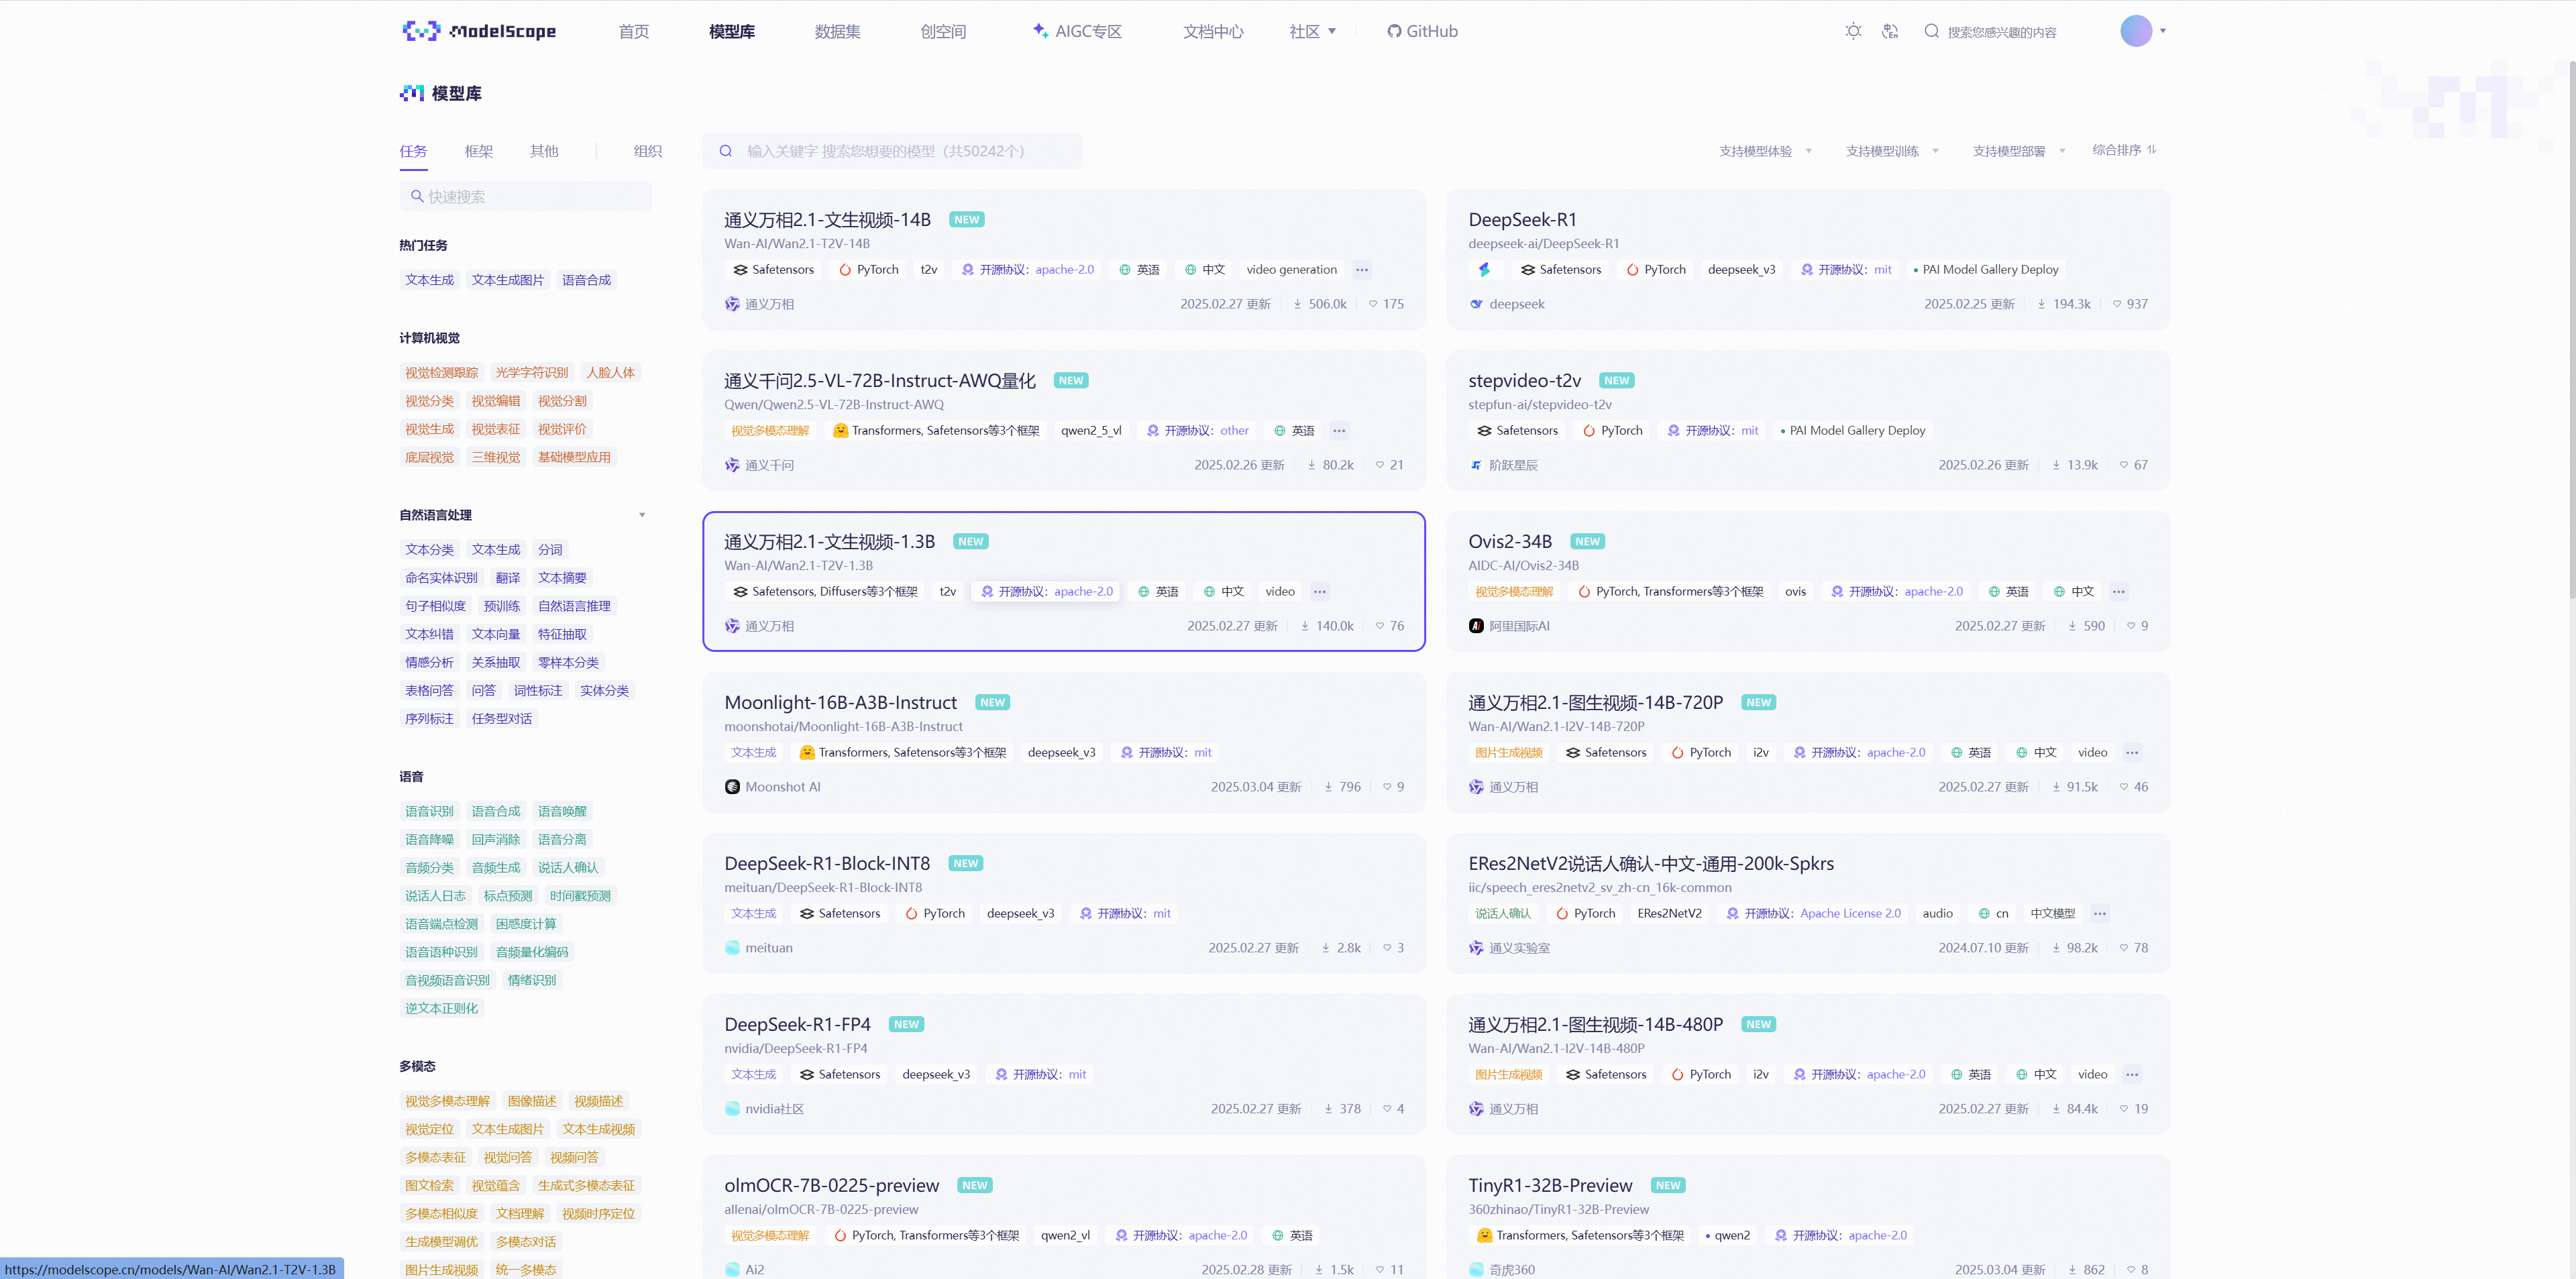 ModelScope 首页 模型库 数据集 创空间 AIGC专区 文档中心 社区 GitHub 搜索您感兴趣的内容
模型库
任务 框架 其他 组织
快速搜索
热门任务
文本生成 文本生成图片 语音合成
计算机视觉
视觉检测跟踪 光学字符识别 人脸人体
视觉分类 视觉编辑 视觉分割
视觉生成 视觉表征 视觉评价
底层视觉 三维视觉 基础模型应用
自然语言处理
文本分类 文本生成 分词
命名实体识别 翻译 文本摘要
句子相似度 预训练 自然语言推理
文本纠错 文本向量 特征抽取
情感分析 关系抽取 零样本分类
表格问答 问答 词性标注 实体分类
序列标注 任务型对话
语音
语音识别 语音合成 语音唤醒
语音降噪 回声消除 语音分离
音频分类 音频生成 说话人确认
说话人日志 标点预测 时间戳预测
语音端点检测 困惑度计算
语音语种识别 音频量化编码
音视频语音识别 情绪识别
逆文本正则化
多模态
视觉多模态理解 图像描述 视频描述
视觉定位 文本生成图片 文本生成视频
多模态表征 视觉问答 视频问答
图文检索 视觉蕴含 生成式多模态表征
多模态相似度 文档理解 视频时序定位
生成模型调优 多模态对话
图片生成视频 统一多模态
https://modelscope.cn/models/Wan-AI/Wan2.1-T2V-1.3B
输入关键字 搜索您想要的模型（共50242个） 支持模型体验 支持模型训练 支持模型部署 综合排序
通义万相2.1-文生视频-14B NEW
Wan-AI/Wan2.1-T2V-14B
Safetensors PyTorch t2v 开源协议：apache-2.0 英语 中文 video generation ...
通义万相 2025.02.27 更新 506.0k 175
DeepSeek-R1
deepseek-ai/DeepSeek-R1
Safetensors PyTorch deepseek_v3 开源协议：mit PAI Model Gallery Deploy
deepseek 2025.02.25 更新 194.3k 937
通义千问2.5-VL-72B-Instruct-AWQ量化 NEW
Qwen/Qwen2.5-VL-72B-Instruct-AWQ
视觉多模态理解 Transformers, Safetensors等3个框架 qwen2_5_vl 开源协议：other 英语 ...
通义千问 2025.02.26 更新 80.2k 21
stepvideo-t2v NEW
stepfun-ai/stepvideo-t2v
Safetensors PyTorch 开源协议：mit PAI Model Gallery Deploy
阶跃星辰 2025.02.26 更新 13.9k 67
通义万相2.1-文生视频-1.3B NEW
Wan-AI/Wan2.1-T2V-1.3B
Safetensors, Diffusers等3个框架 t2v 开源协议：apache-2.0 英语 中文 video ...
通义万相 2025.02.27 更新 140.0k 76
Ovis2-34B NEW
AIDC-AI/Ovis2-34B
视觉多模态理解 PyTorch, Transformers等3个框架 ovis 开源协议：apache-2.0 英语 中文 ...
阿里国际AI 2025.02.27 更新 590 9
Moonlight-16B-A3B-Instruct NEW
moonshotai/Moonlight-16B-A3B-Instruct
文本生成 Transformers, Safetensors等3个框架 deepseek_v3 开源协议：mit
Moonshot AI 2025.03.04 更新 796 9
通义万相2.1-图生视频-14B-720P NEW
Wan-AI/Wan2.1-I2V-14B-720P
图片生成视频 Safetensors PyTorch i2v 开源协议：apache-2.0 英语 中文 video ...
通义万相 2025.02.27 更新 91.5k 46
DeepSeek-R1-Block-INT8 NEW
meituan/DeepSeek-R1-Block-INT8
文本生成 Safetensors PyTorch deepseek_v3 开源协议：mit
meituan 2025.02.27 更新 2.8k 3
ERes2NetV2说话人确认-中文-通用-200k-Spkrs
iic/speech_eres2netv2_sv_zh-cn_16k-common
说话人确认 PyTorch ERes2NetV2 开源协议：Apache License 2.0 audio cn 中文模型 ...
通义实验室 2024.07.10 更新 98.2k 78
DeepSeek-R1-FP4 NEW
nvidia/DeepSeek-R1-FP4
文本生成 Safetensors deepseek_v3 开源协议：mit
nvidia社区 2025.02.27 更新 378 4
通义万相2.1-图生视频-14B-480P NEW
Wan-AI/Wan2.1-I2V-14B-480P
图片生成视频 Safetensors PyTorch i2v 开源协议：apache-2.0 英语 中文 video ...
通义万相 2025.02.27 更新 84.4k 19
olmOCR-7B-0225-preview NEW
allenai/olmOCR-7B-0225-preview
视觉多模态理解 PyTorch, Transformers等3个框架 qwen2_vl 开源协议：apache-2.0 英语
Ai2 2025.02.28 更新 1.5k 11
TinyR1-32B-Preview NEW
360zhinao/TinyR1-32B-Preview
Transformers, Safetensors等3个框架 qwen2 开源协议：apache-2.0
奇虎360 2025.03.04 更新 862 8